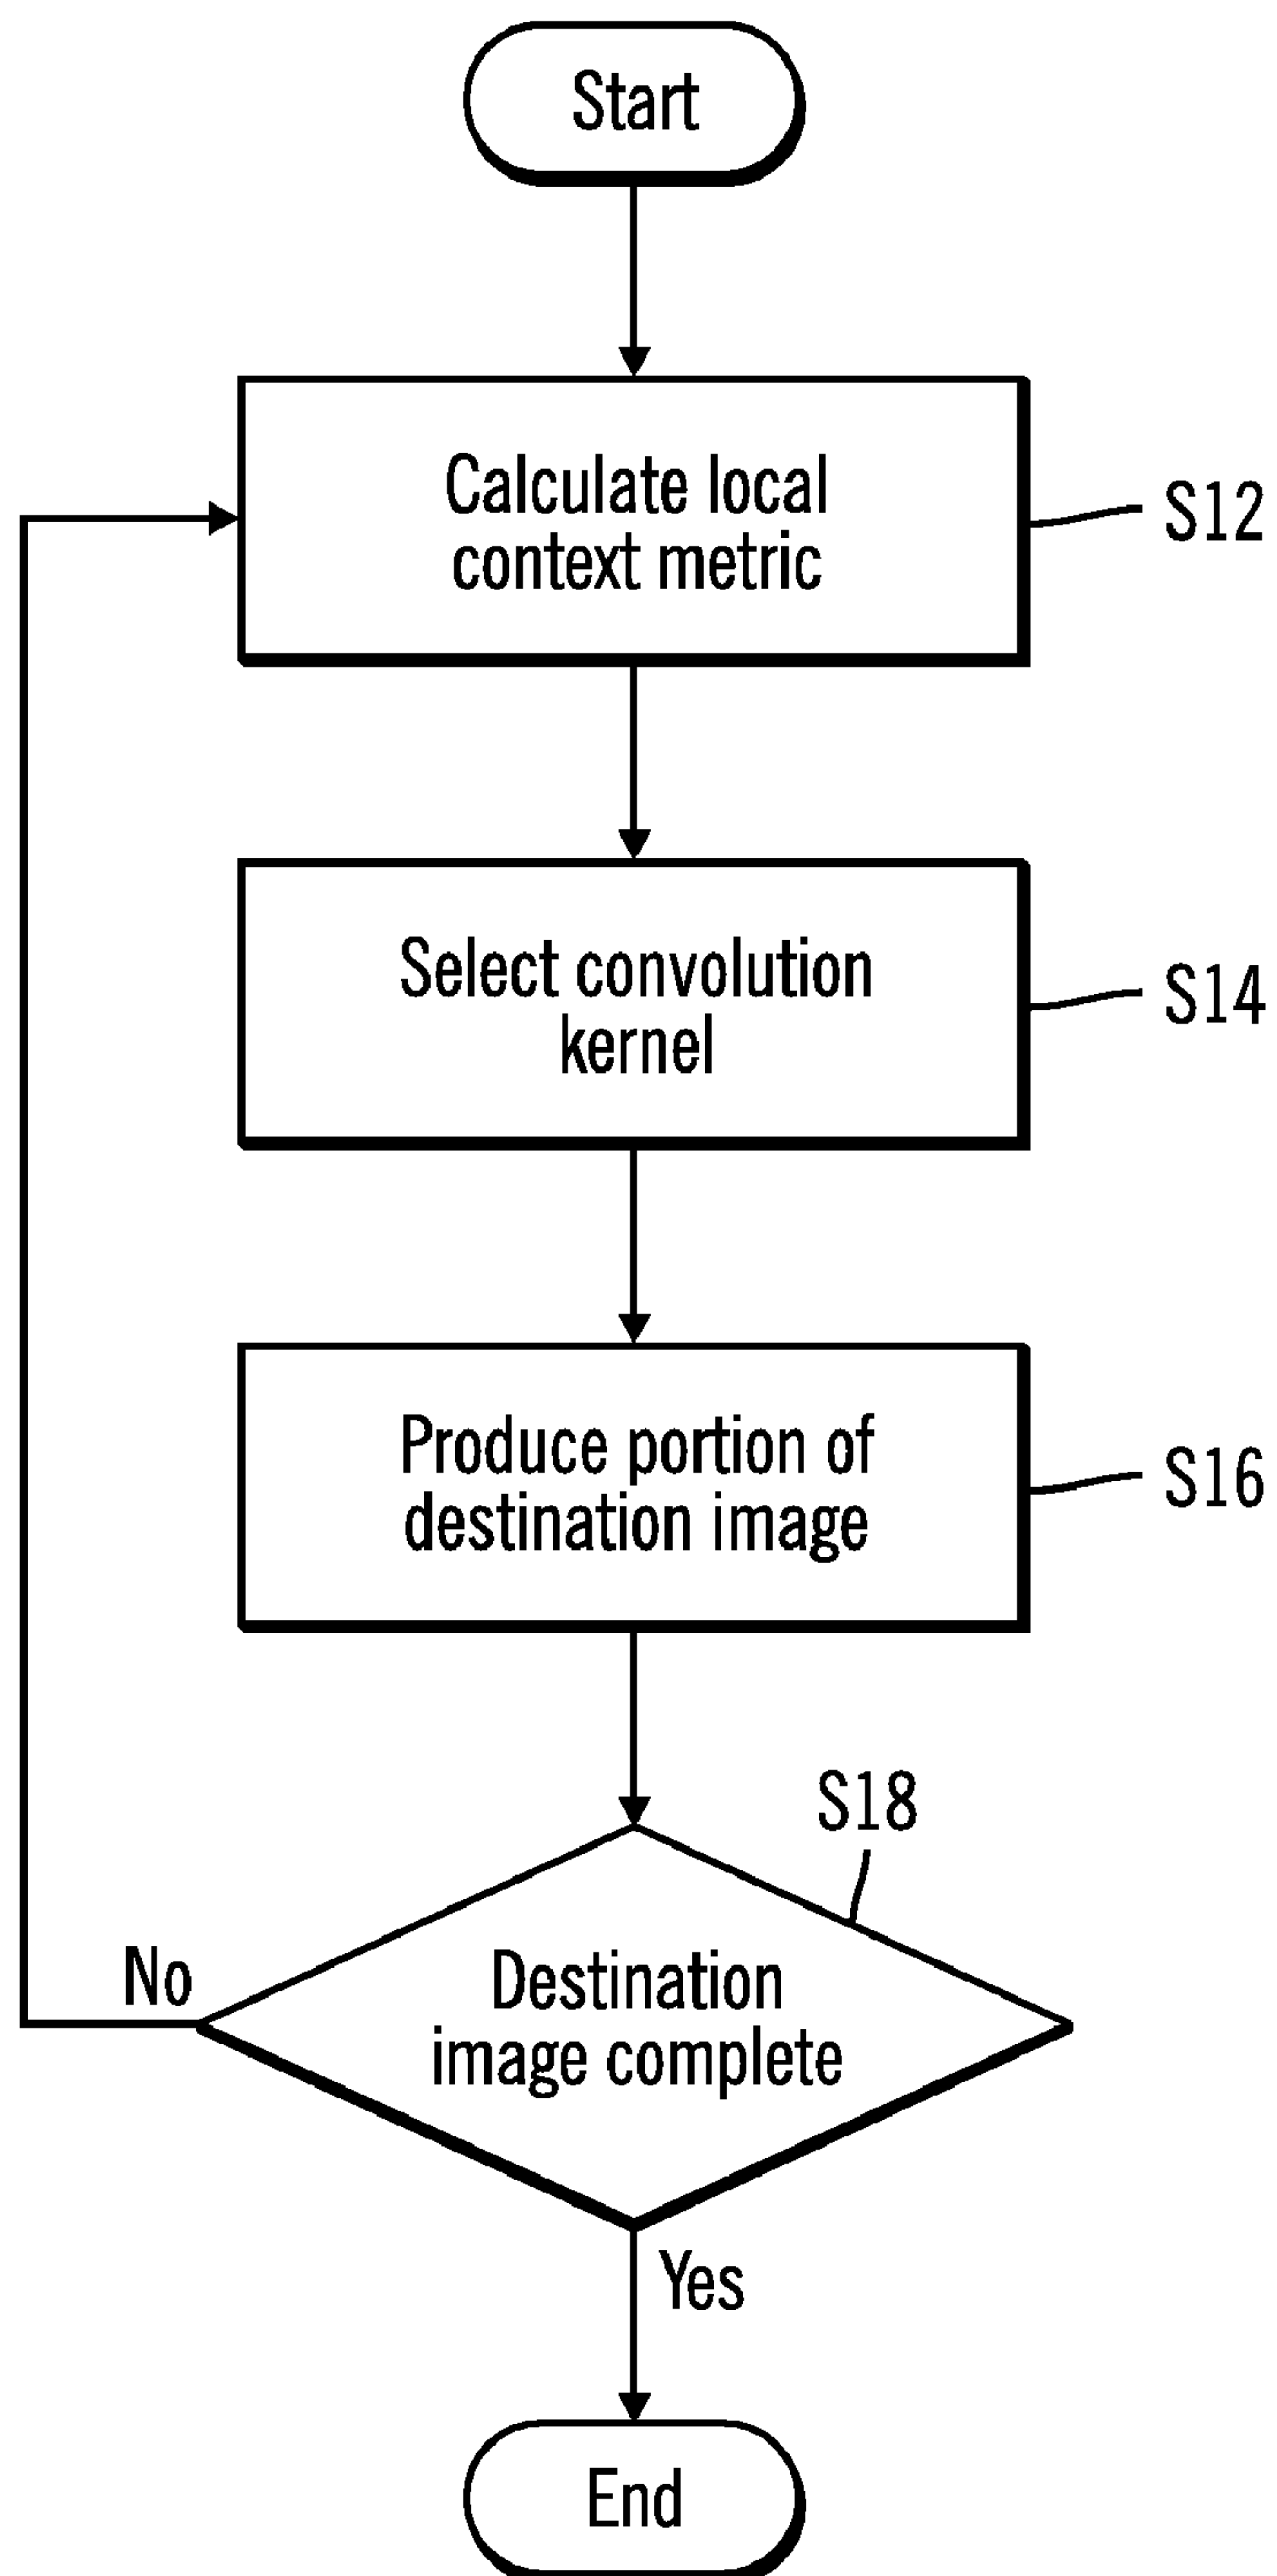 Start
Calculate local
context metric
S12
Select convolution
kernel
S14
Produce portion of
destination image
S16
S18
No
Destination
image complete
Yes
End